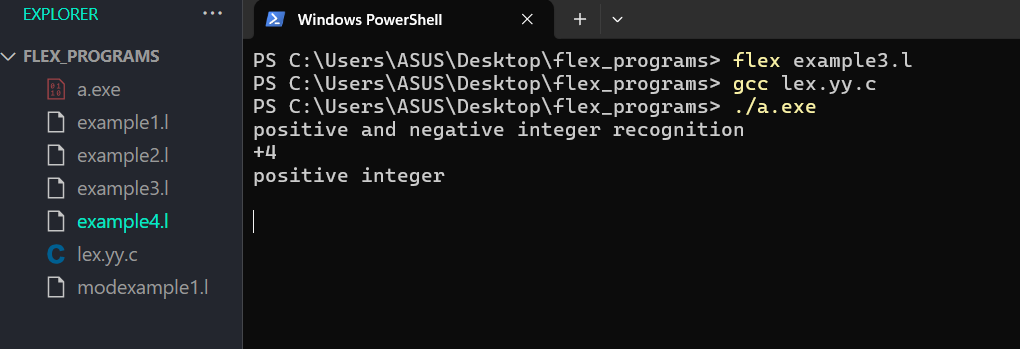 EXPLORER ···
FLEX_PROGRAMS
a.exe
example1.l
example2.l
example3.l
example4.l
C lex.yy.c
modexample1.l
Windows PowerShell
PS C:\Users\ASUS\Desktop\flex_programs> flex example3.l
PS C:\Users\ASUS\Desktop\flex_programs> gcc lex.yy.c
PS C:\Users\ASUS\Desktop\flex_programs> ./a.exe
positive and negative integer recognition
+4
positive integer